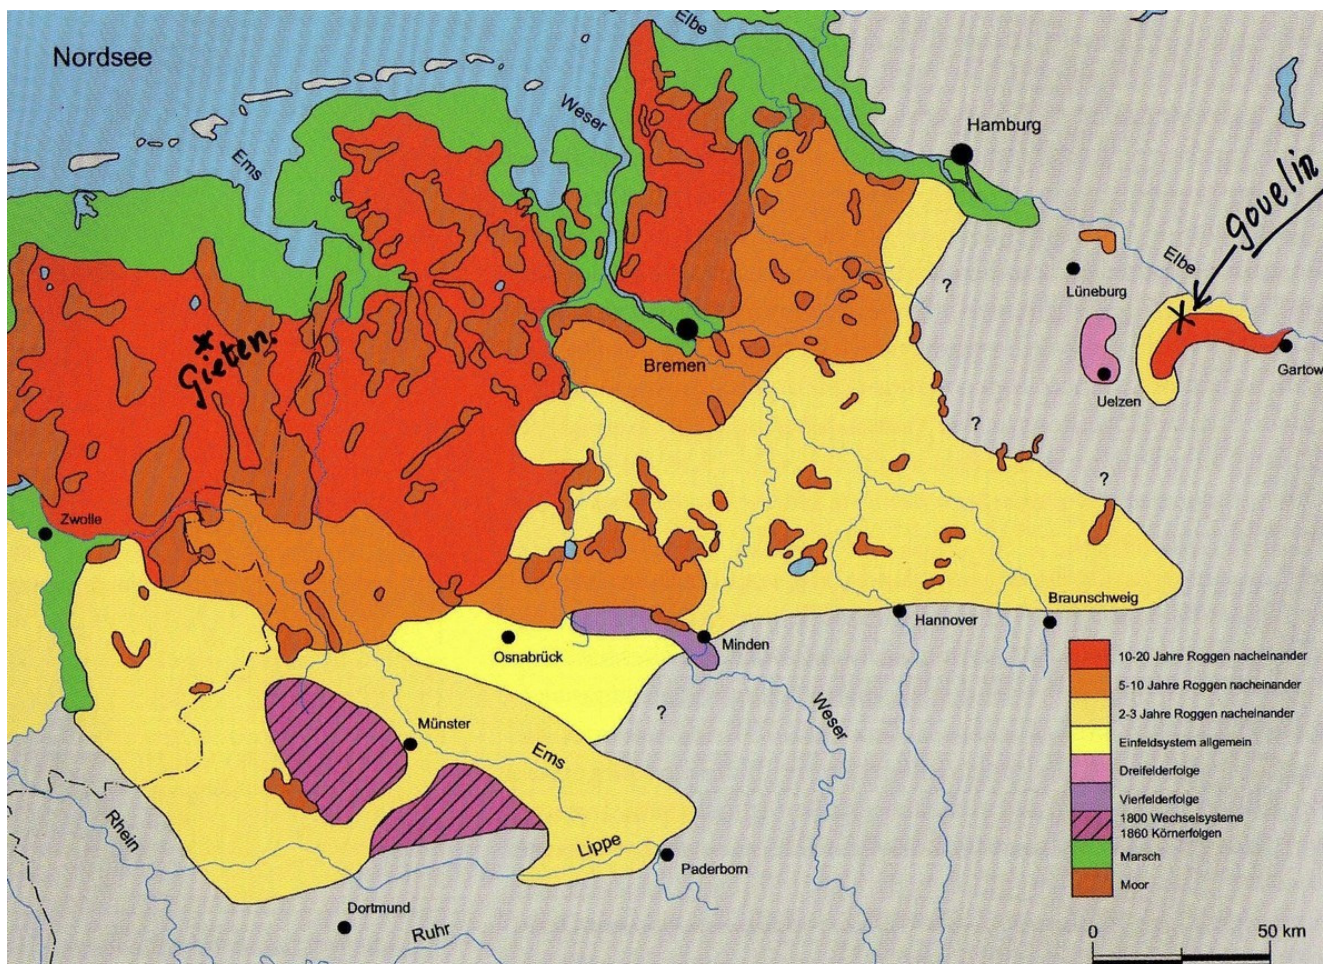 Nordsee
Elbe
Weser
Ems
Hamburg
Govelin
Elbe
Lüneburg
Gieten.
Bremen
Gartow
Uelzen
?
?
?
Zwolle
Braunschweig
Hannover
Minden
Osnabrück
?
Münster
Ems
Weser
Rhein
Lippe
Paderborn
Dortmund
Ruhr
10-20 Jahre Roggen nacheinander
5-10 Jahre Roggen nacheinander
2-3 Jahre Roggen nacheinander
Einfeldsystem allgemein
Dreifelderfolge
Vierfelderfolge
1800 Wechselsysteme
1860 Körnerfolgen
Marsch
Moor
0 50 km